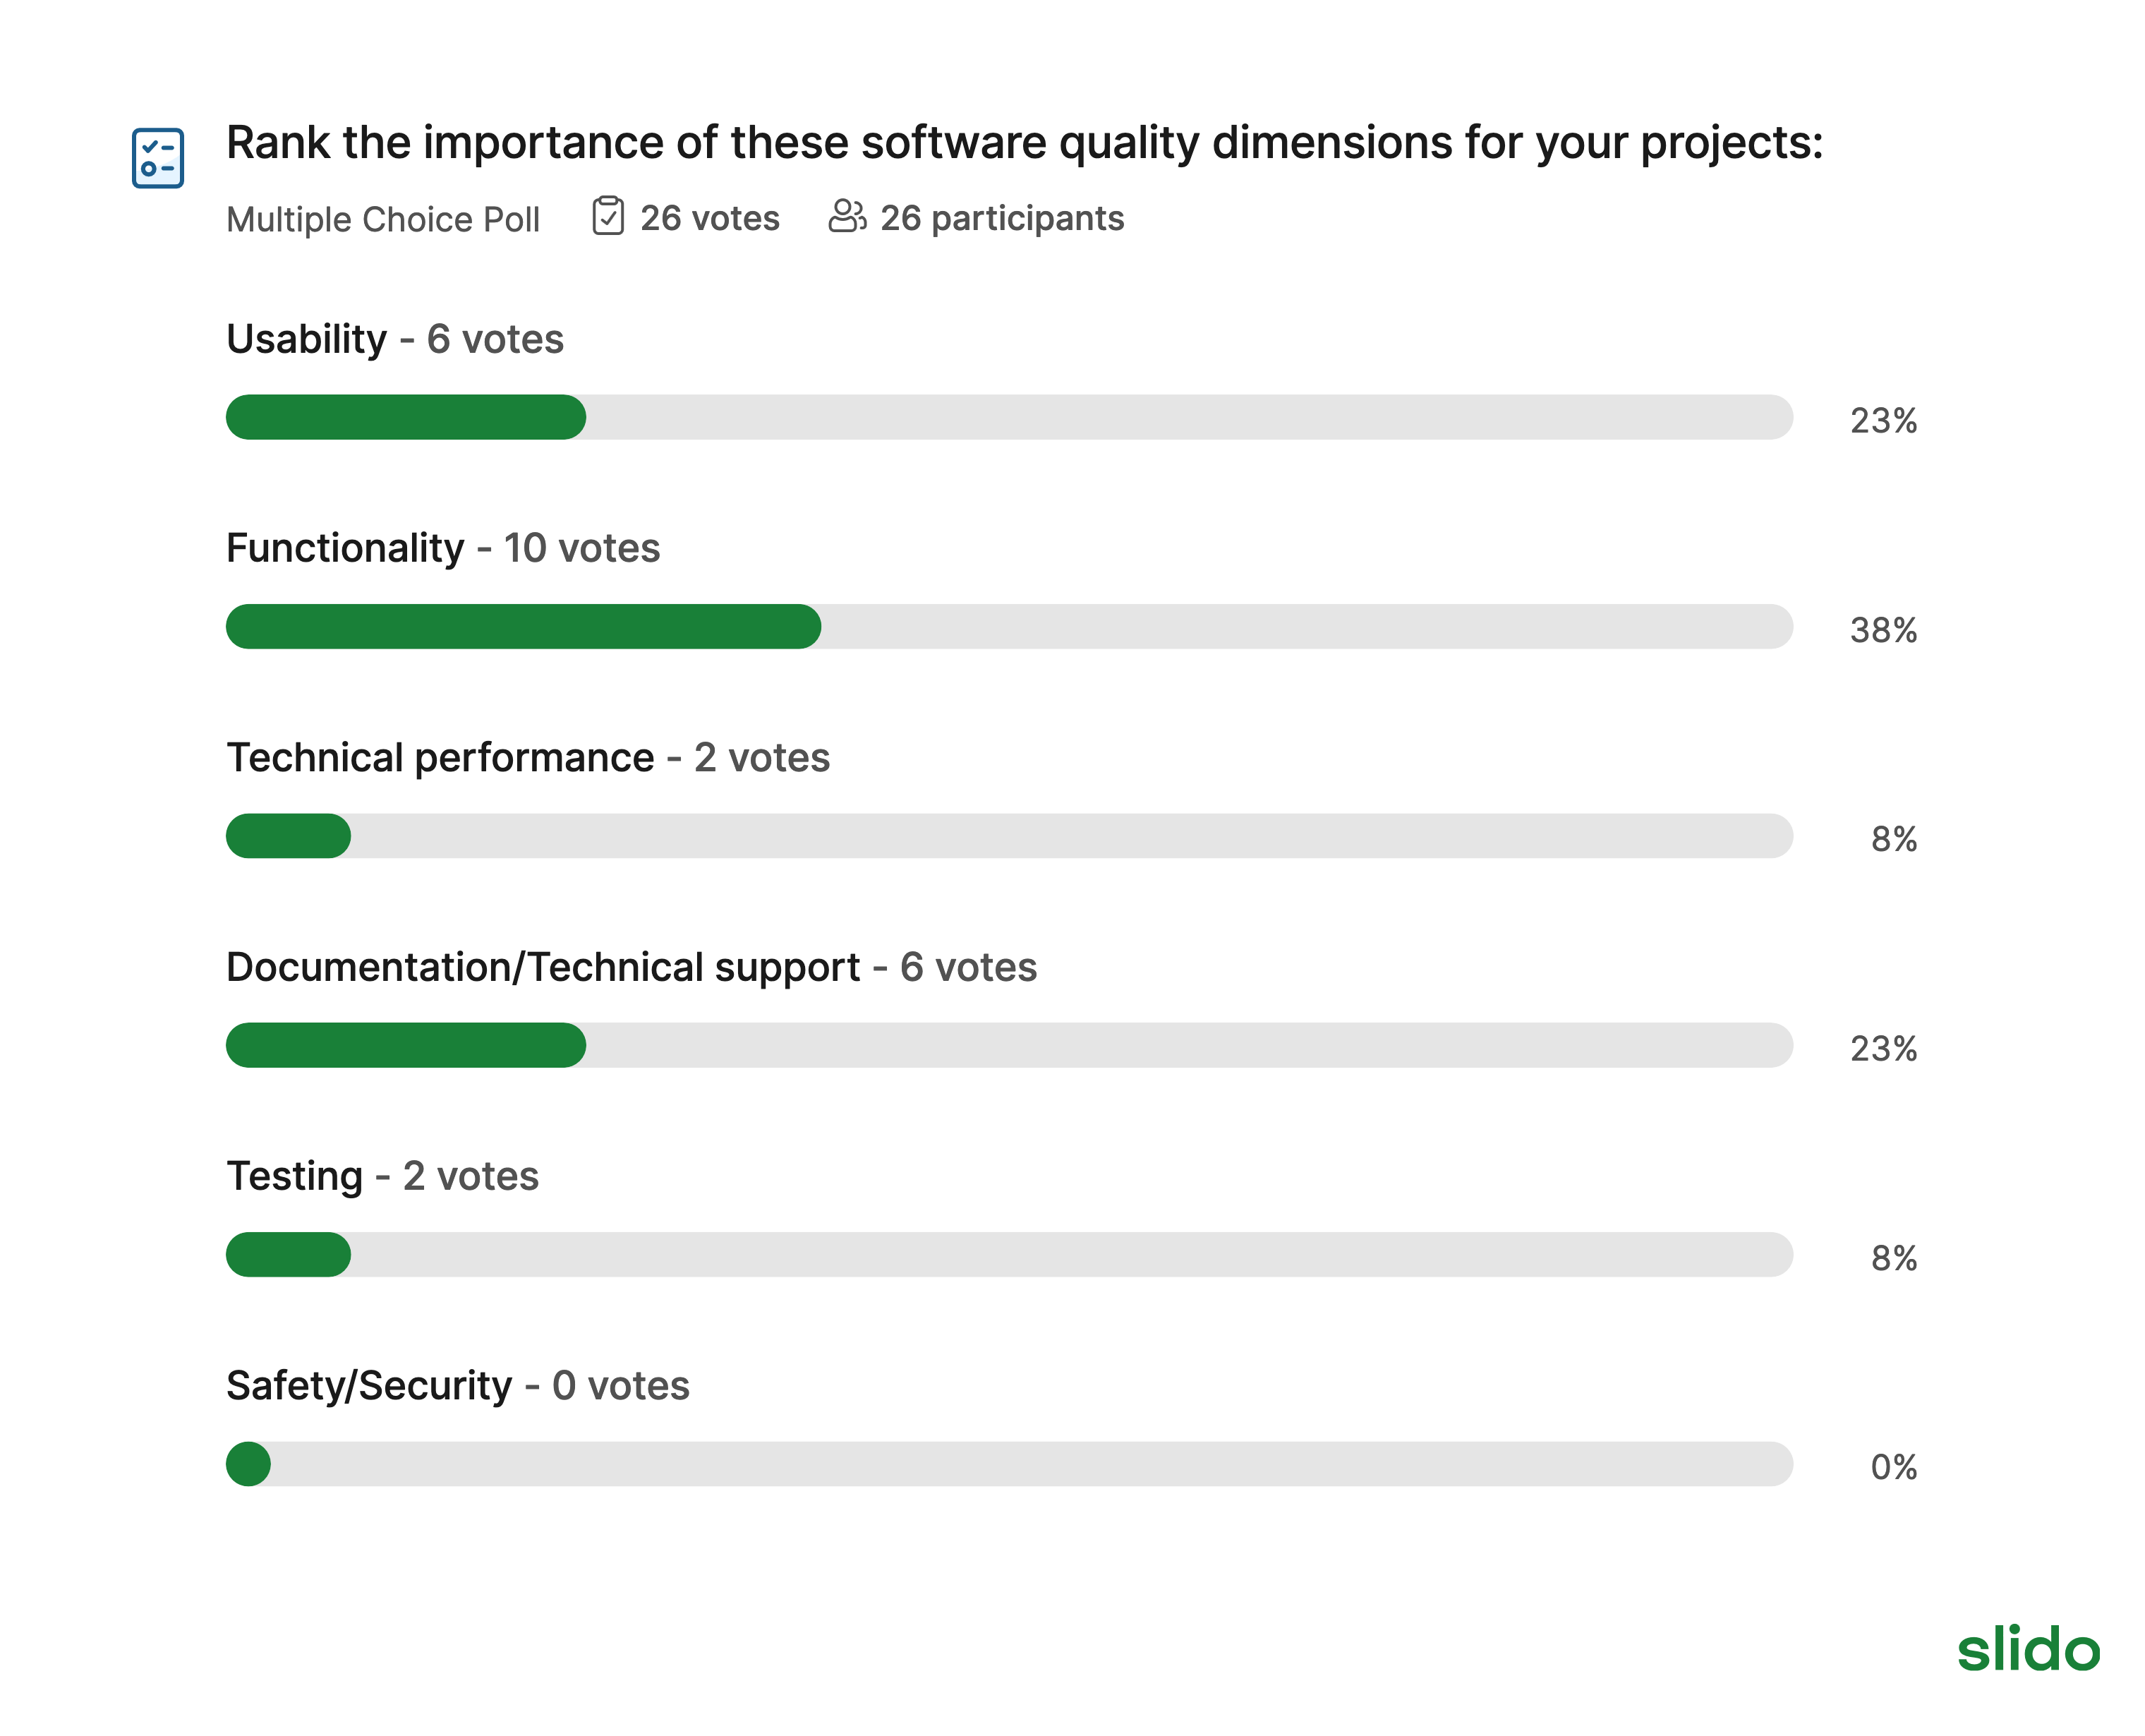 Rank the importance of these software quality dimensions for your projects:
Multiple Choice Poll 26 votes 26 participants
Usability - 6 votes
23%
Functionality - 10 votes
38%
Technical performance - 2 votes
8%
Documentation/Technical support - 6 votes
23%
Testing - 2 votes
8%
Safety/Security - 0 votes
0%
slido